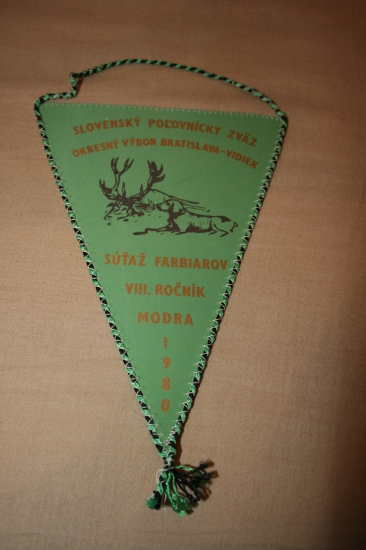 SLOVENSKÝ POĽOVNÍCKY ZVÄZ
OKRESNÝ VÝBOR BRATISLAVA-VIDIEK
SÚŤAŽ FARBIAROV
VIII. ROČNÍK
MODRA
1
9
8
0